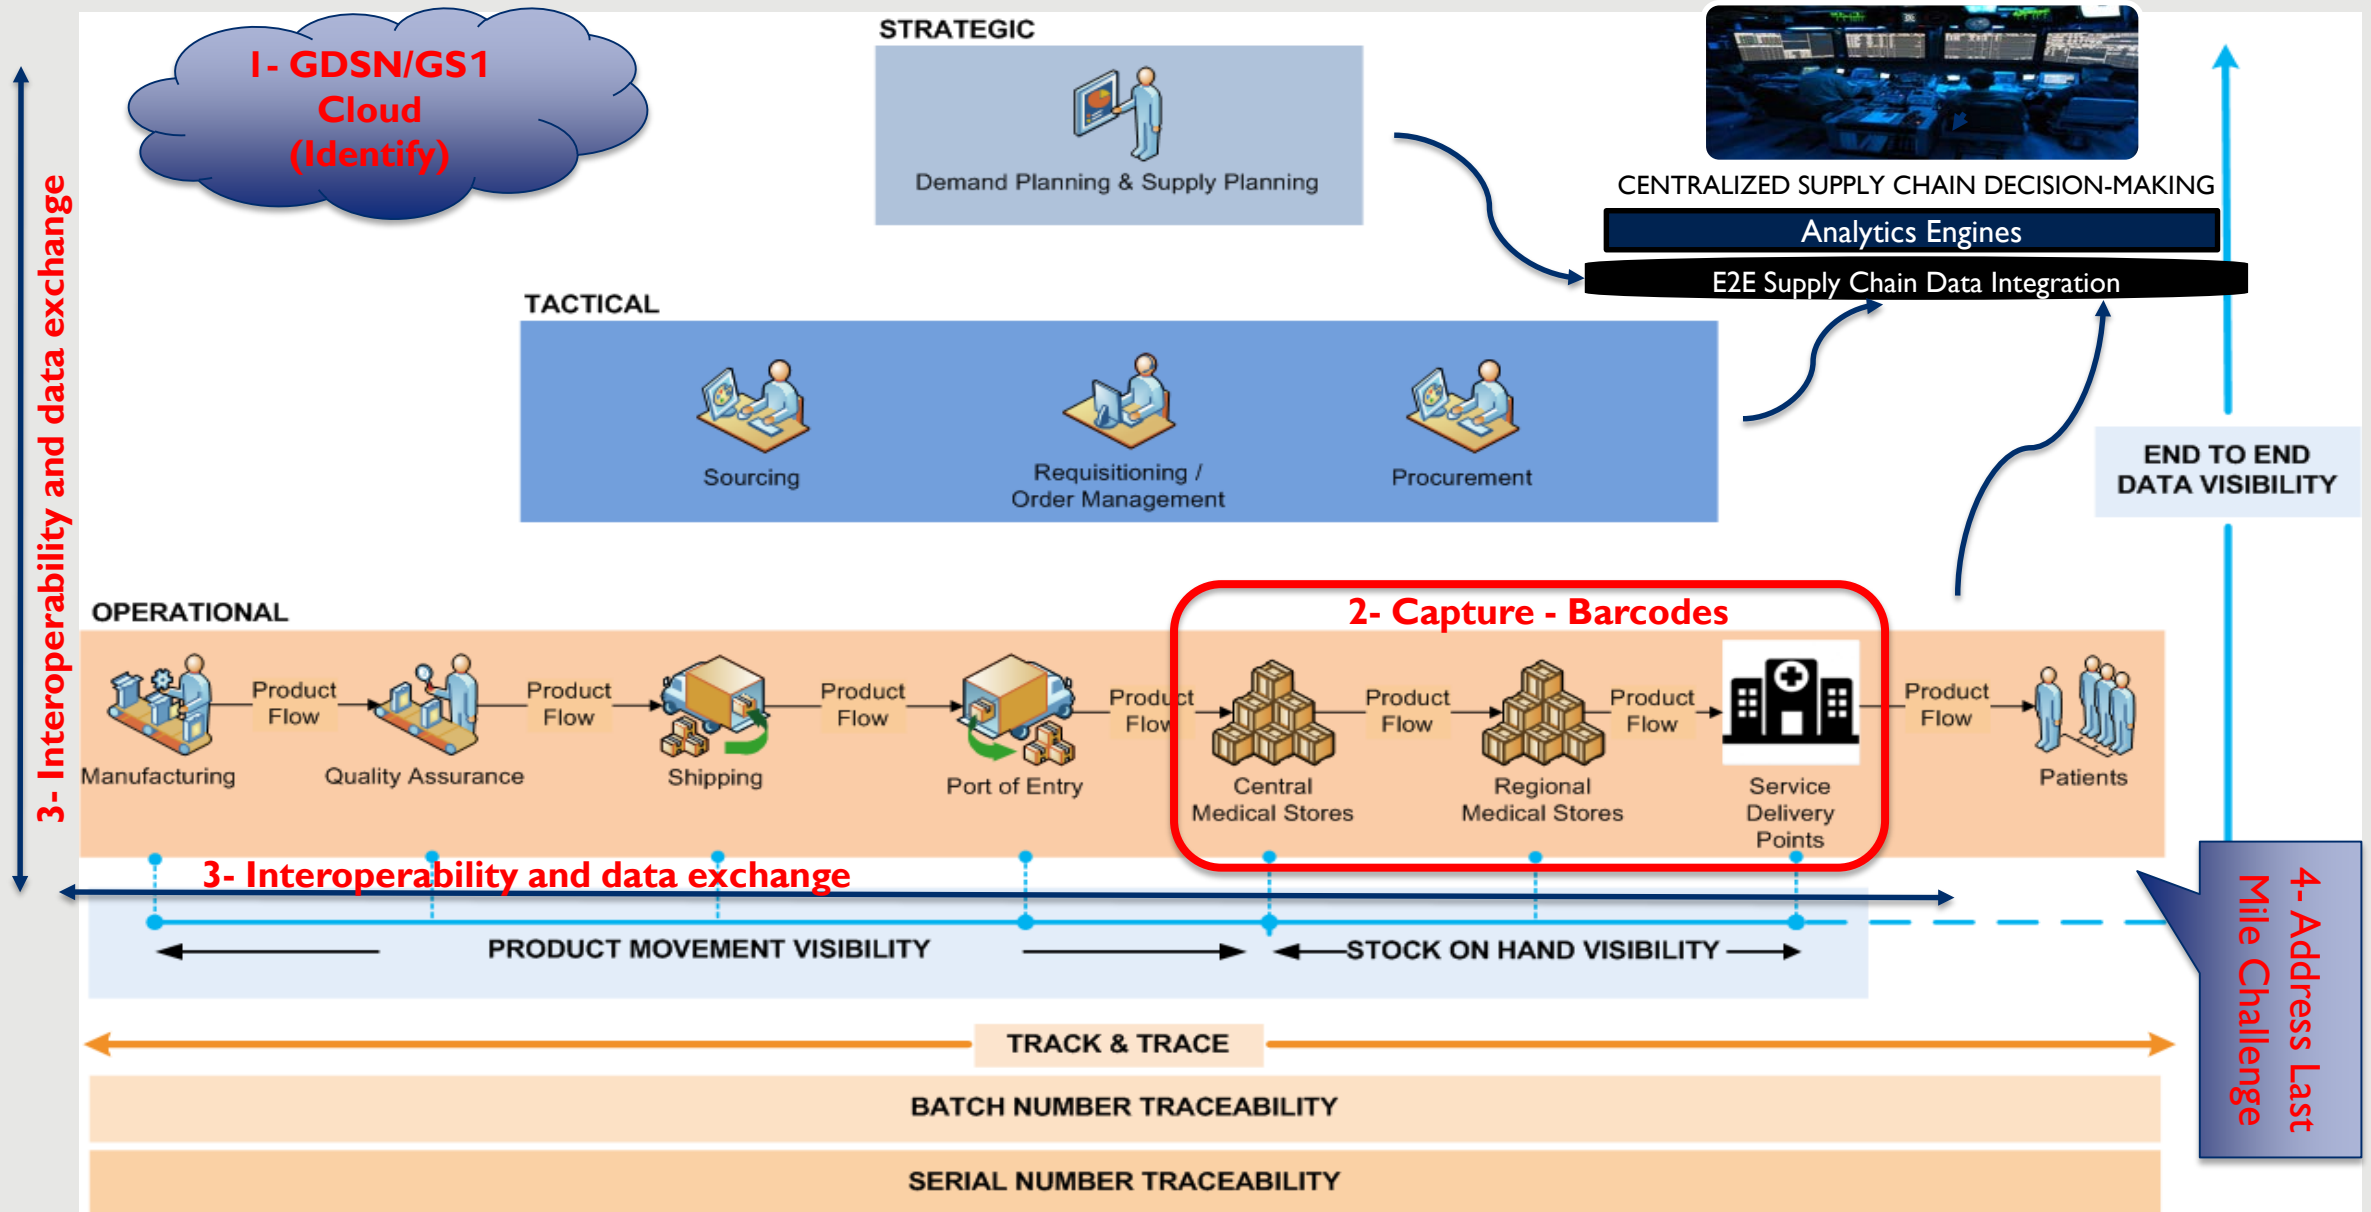 1- GDSN/GS1
Cloud
(Identify)
STRATEGIC
Demand Planning & Supply Planning
CENTRALIZED SUPPLY CHAIN DECISION-MAKING
Analytics Engines
E2E Supply Chain Data Integration
3- Interoperability and data exchange
TACTICAL
Sourcing
Requisitioning /
Order Management
Procurement
END TO END
DATA VISIBILITY
OPERATIONAL
2- Capture - Barcodes
Product
Flow
Product
Flow
Product
Flow
Product
Flow
Product
Flow
Product
Flow
Product
Flow
Manufacturing
Quality Assurance
Shipping
Port of Entry
Central
Medical Stores
Regional
Medical Stores
Service
Delivery
Points
Patients
3- Interoperability and data exchange
PRODUCT MOVEMENT VISIBILITY
STOCK ON HAND VISIBILITY
4- Address Last
Mile Challenge
TRACK & TRACE
BATCH NUMBER TRACEABILITY
SERIAL NUMBER TRACEABILITY